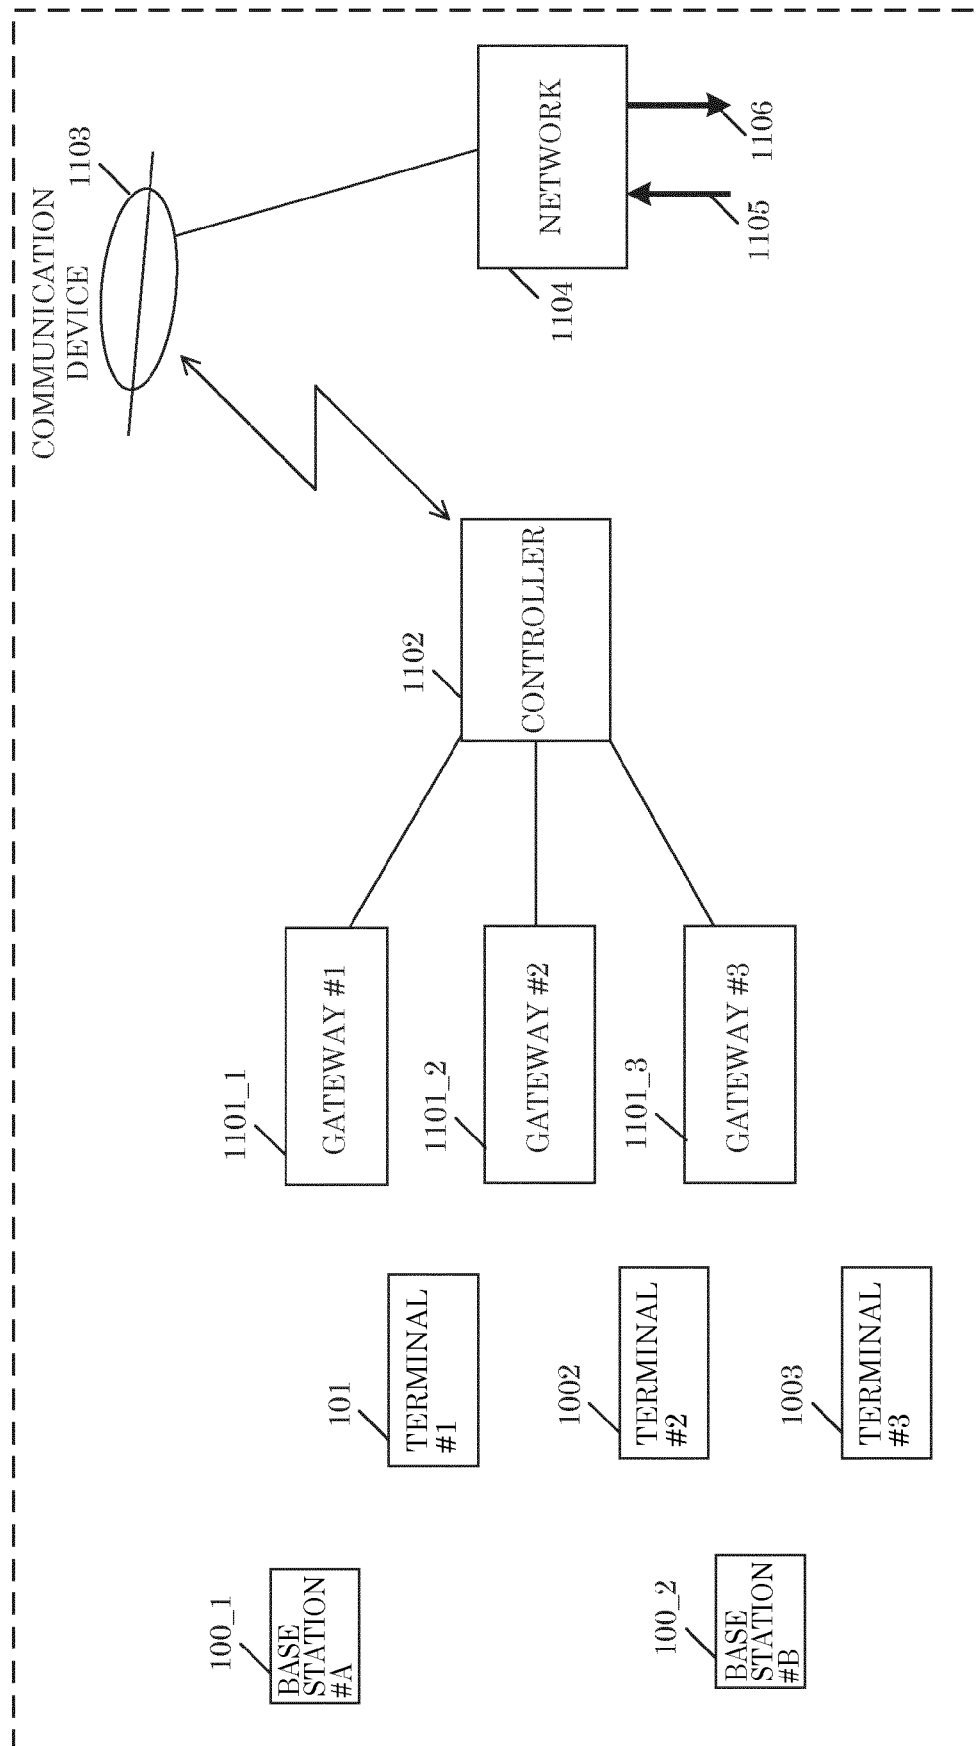 100_1
BASE
STATION
#A
100_2
BASE
STATION
#B
101
TERMINAL
#1
1002
TERMINAL
#2
1003
TERMINAL
#3
1101_1
GATEWAY #1
1101_2
GATEWAY #2
1101_3
GATEWAY #3
1102
CONTROLLER
COMMUNICATION
DEVICE
1103
1104
NETWORK
1105
1106